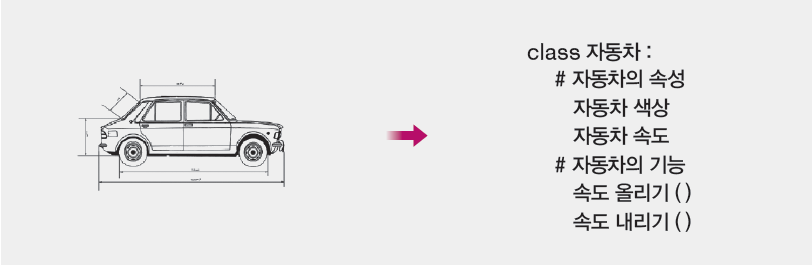 class 자동차 :
# 자동차의 속성
자동차 색상
자동차 속도
# 자동차의 기능
속도 올리기 ( )
속도 내리기 ( )